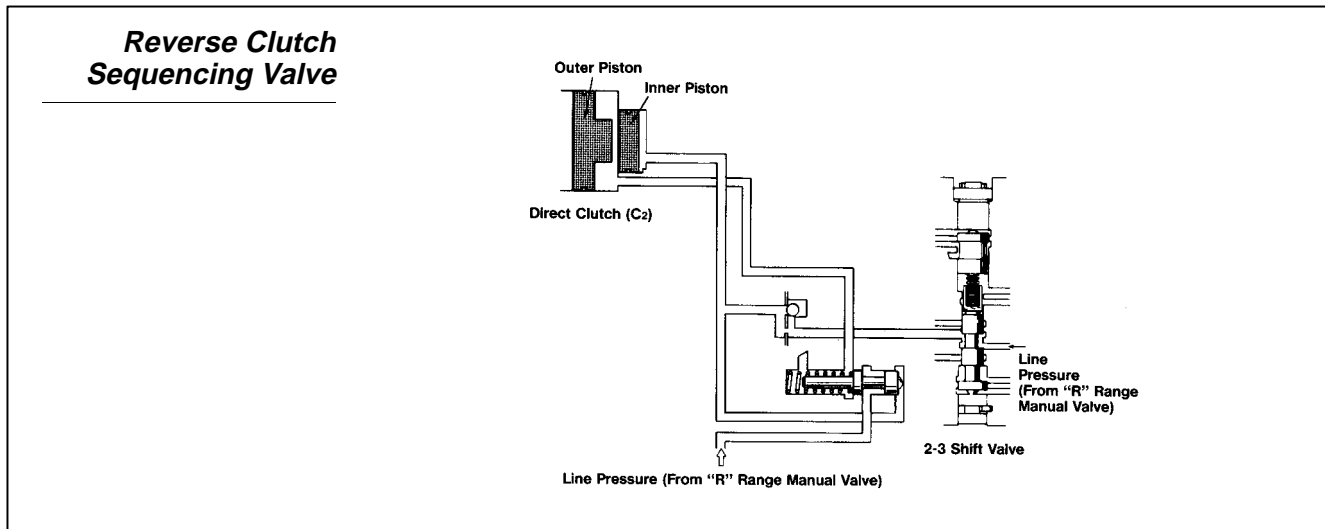 Reverse Clutch
Sequencing Valve
Outer Piston
Inner Piston
Direct Clutch (C2)
Line
Pressure
(From “R” Range
Manual Valve)
2-3 Shift Valve
Line Pressure (From “R” Range Manual Valve)